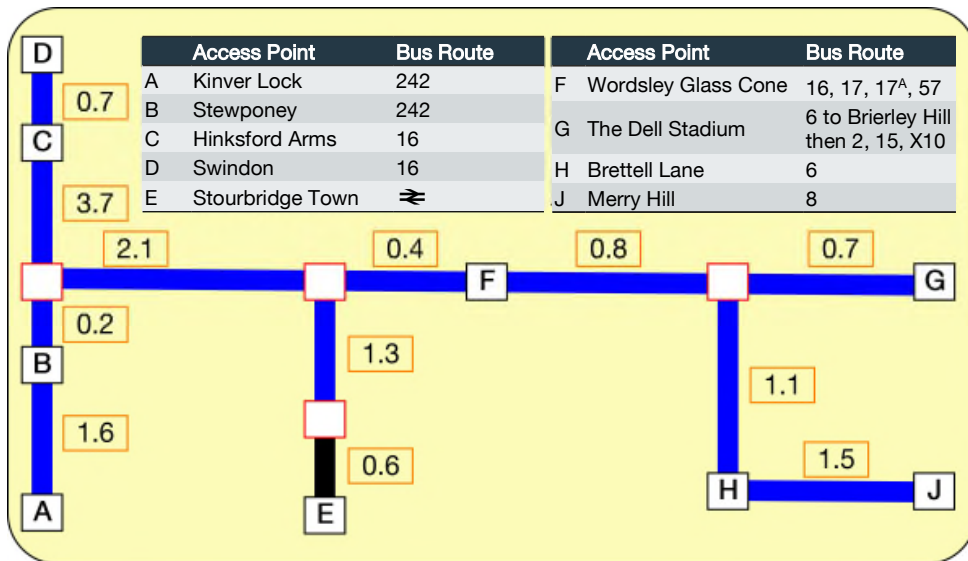 D
Access Point Bus Route
A Kinver Lock 242
B Stewponey 242
C Hinksford Arms 16
D Swindon 16
E Stourbridge Town
Access Point Bus Route
F Wordsley Glass Cone 16, 17, 17ᴬ, 57
G The Dell Stadium 6 to Brierley Hill
then 2, 15, X10
H Brettell Lane 6
J Merry Hill 8
0.7
C
3.7
2.1
0.4
0.8
0.7
F
G
0.2
B
1.3
1.1
1.6
0.6
1.5
A
E
H
J